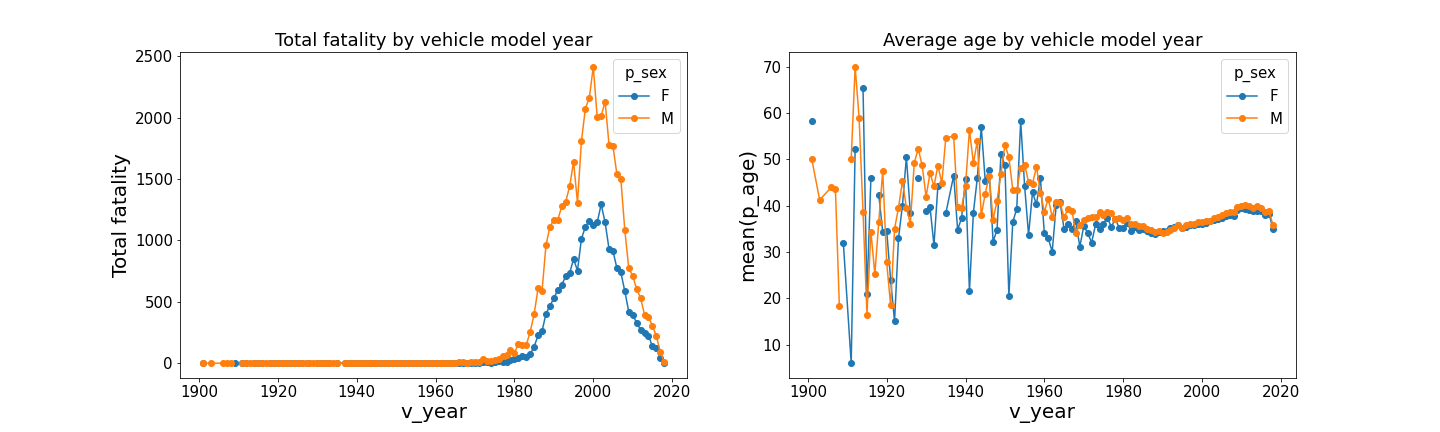 Total fatality by vehicle model year
Total fatality
2500
2000
1500
1000
500
0
p_sex
F
M
1900 1920 1940 1960 1980 2000 2020
v_year
Average age by vehicle model year
mean(p_age)
70
60
50
40
30
20
10
p_sex
F
M
1900 1920 1940 1960 1980 2000 2020
v_year